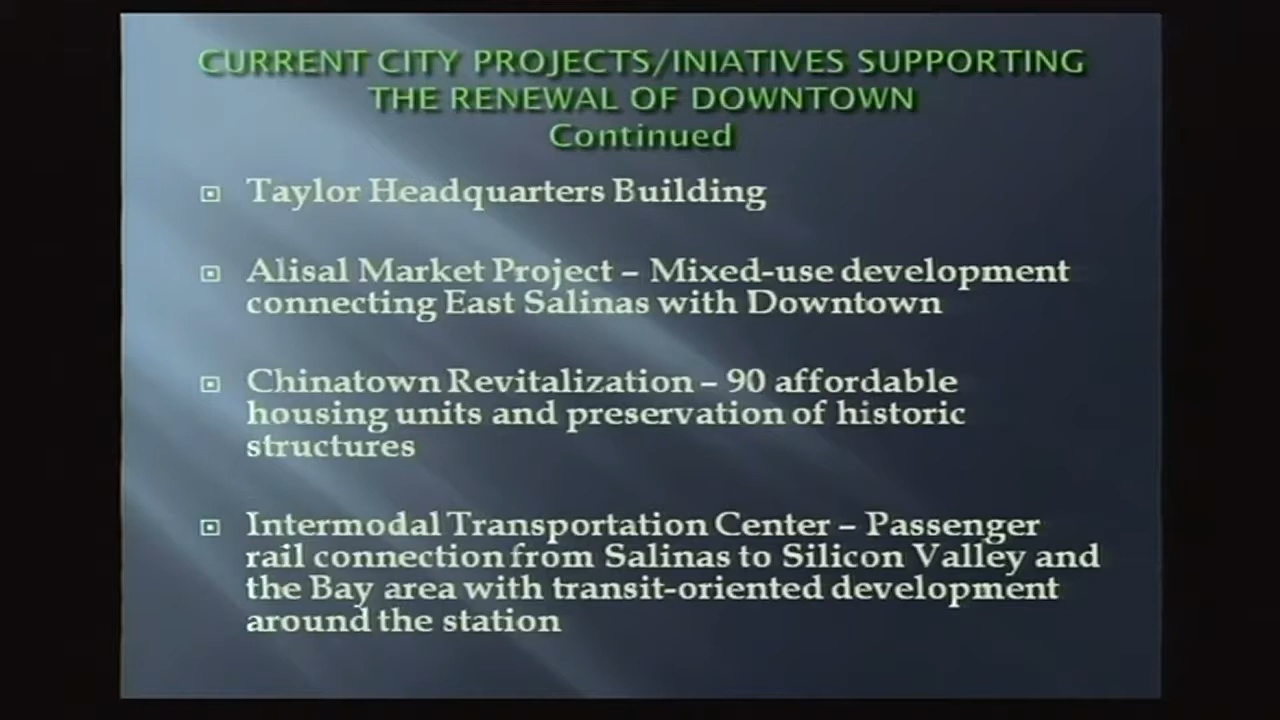 CURRENT CITY PROJECTS/INIATIVES SUPPORTING
THE RENEWAL OF DOWNTOWN
Continued
Taylor Headquarters Building
Alisal Market Project – Mixed-use development
connecting East Salinas with Downtown
Chinatown Revitalization – 90 affordable
housing units and preservation of historic
structures
Intermodal Transportation Center – Passenger
rail connection from Salinas to Silicon Valley and
the Bay area with transit-oriented development
around the station